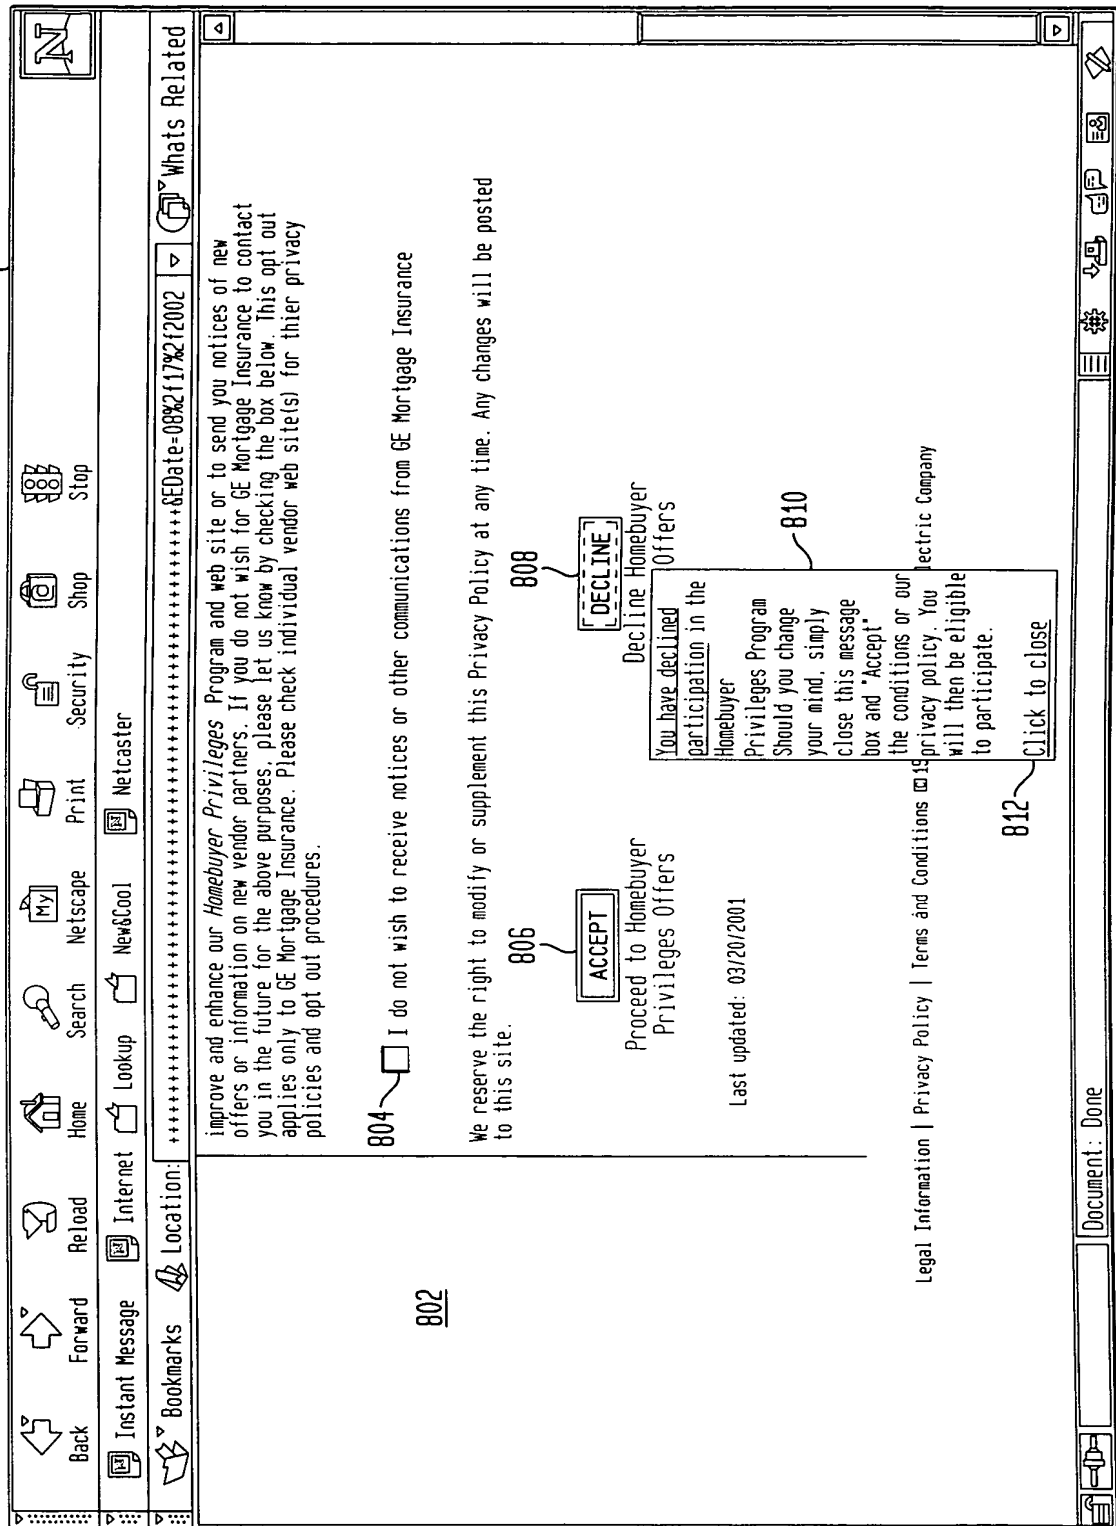 Back Forward Reload Home Search Netscape Print Security Shop Stop
My
N
Instant Message Internet Lookup New&Cool Netcaster
Bookmarks Location: &EDate=08%2f17%2f2002 Whats Related
improve and enhance our Homebuyer Privileges Program and web site or to send you notices of new
offers or information on new vendor partners. If you do not wish for GE Mortgage Insurance to contact
you in the future for the above purposes, please let us know by checking the box below. This opt out
applies only to GE Mortgage Insurance. Please check individual vendor web site(s) for thier privacy
policies and opt out procedures.
802
804
I do not wish to receive notices or other communications from GE Mortgage Insurance
We reserve the right to modify or supplement this Privacy Policy at any time. Any changes will be posted
to this site.
806
808
ACCEPT
DECLINE
Proceed to Homebuyer
Privileges Offers
Decline Homebuyer
Offers
810
Last updated: 03/20/2001
You have declined
participation in the
Homebuyer
Privileges Program
Should you change
your mind, simply
close this message
box and "Accept"
the conditions or our
privacy policy. You
will then be eligible
to participate.
812
Click to close
Legal Information | Privacy Policy | Terms and Conditions 19 lectric Company
Document: Done